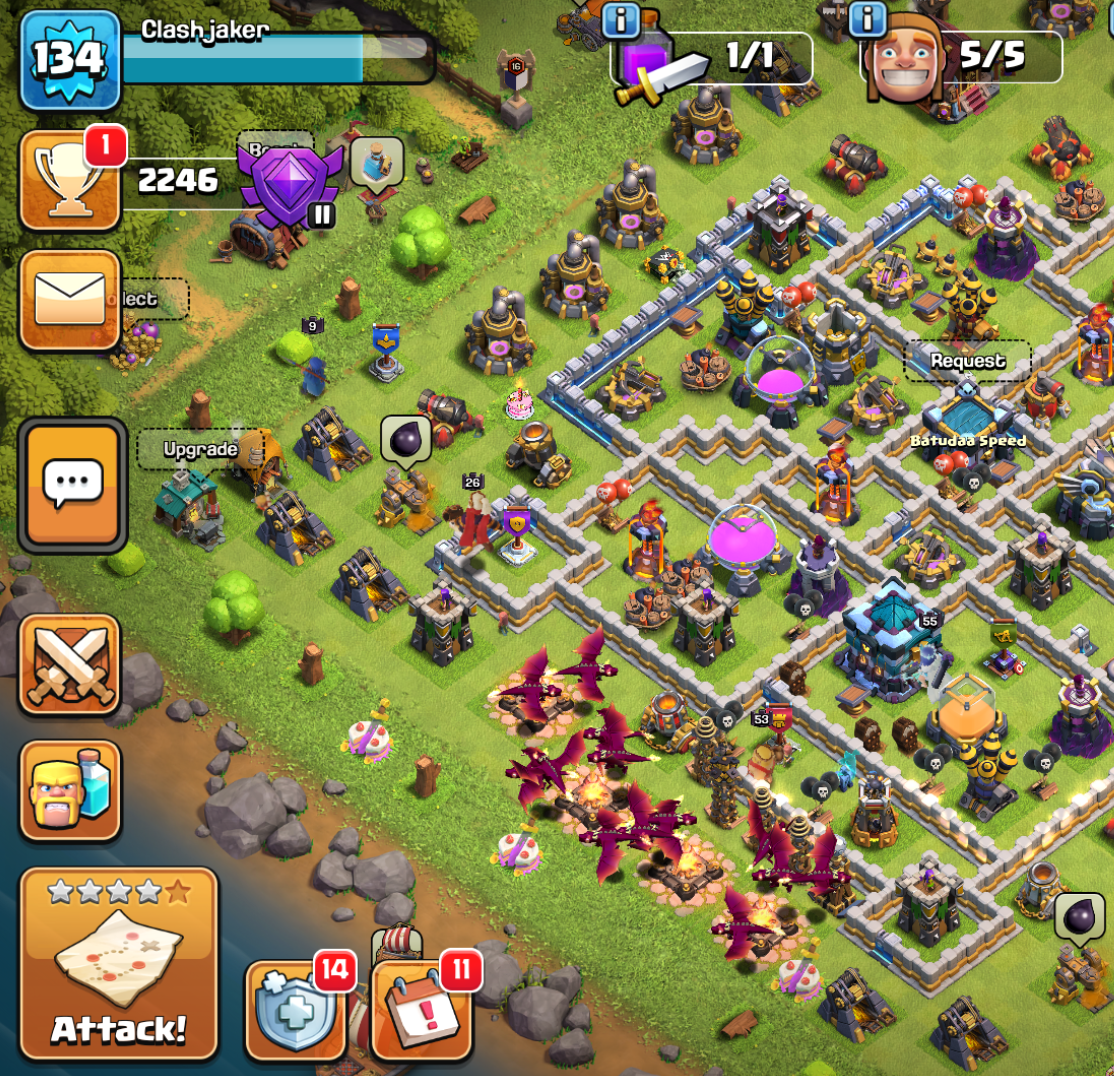 134
Clashjaker
1/1
5/5
1
2246
16
9
Request
Batudaa Speed
Upgrade
26
55
53
14
11
Attack!